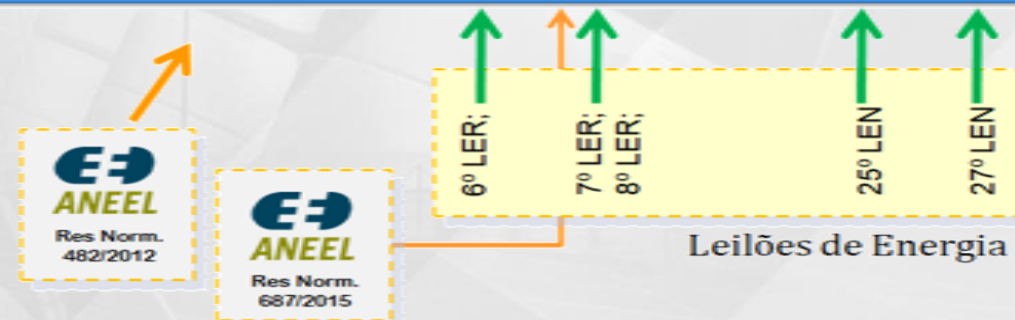 ANEEL
Res Norm.
482/2012
ANEEL
Res Norm.
687/2015
6º LER;
7º LER;
8º LER;
25º LEN
27º LEN
Leilões de Energia